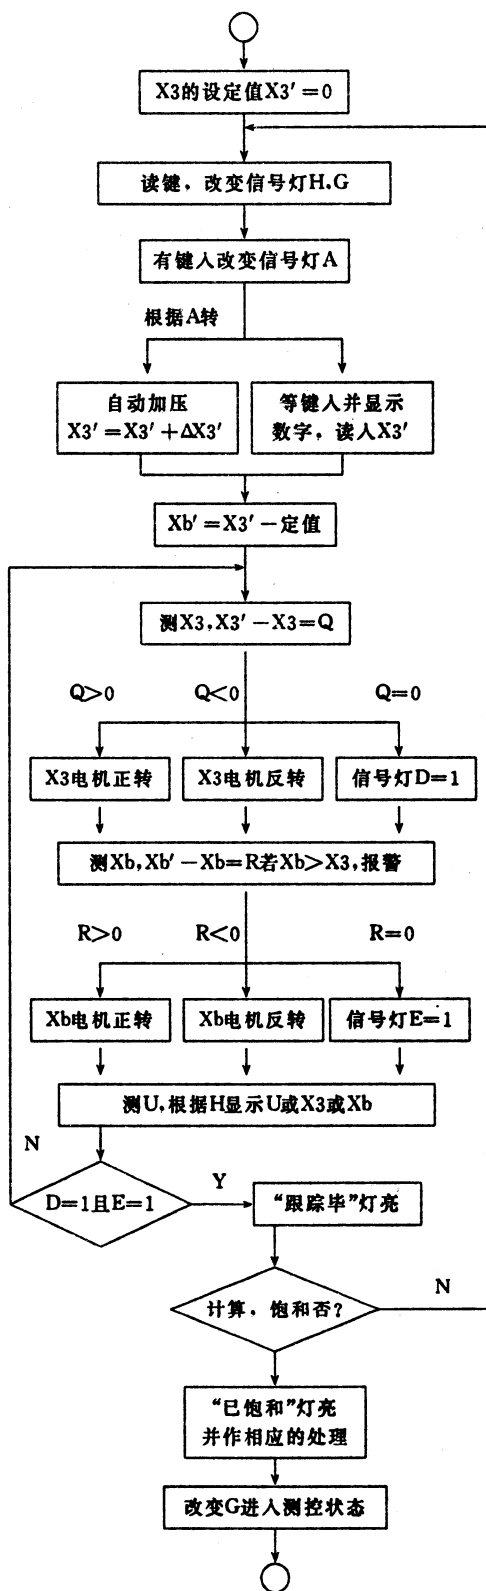 X3的设定值X3′=0
读键，改变信号灯H.G
有键人改变信号灯A
根据A转
自动加压
X3′=X3′+ΔX3′
等键人并显示
数字，读人X3′
Xb′=X3′-定值
测X3,X3′-X3=Q
Q>0
Q<0
Q=0
X3电机正转
X3电机反转
信号灯D=1
测Xb,Xb′-Xb=R若Xb>X3,报警
R>0
R<0
R=0
Xb电机正转
Xb电机反转
信号灯E=1
测U,根据H显示U或X3或Xb
N
D=1且E=1
Y
“跟踪毕”灯亮
计算，饱和否?
N
“已饱和”灯亮
并作相应的处理
改变G进入测控状态